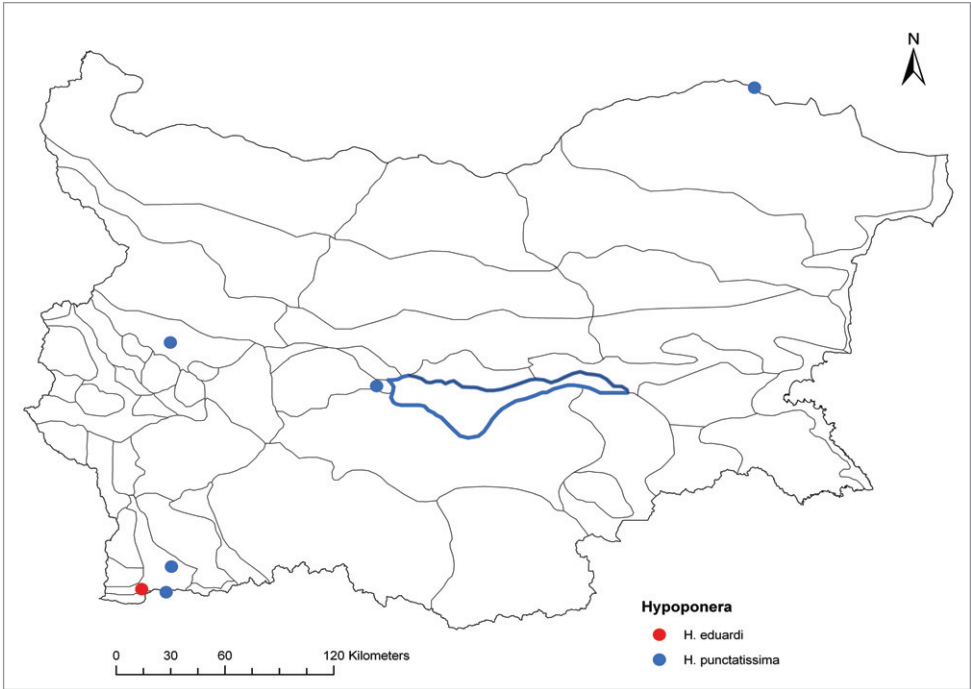 N
Hypoponera
H. eduardi
H. punctatissima
0 30 60 120 Kilometers